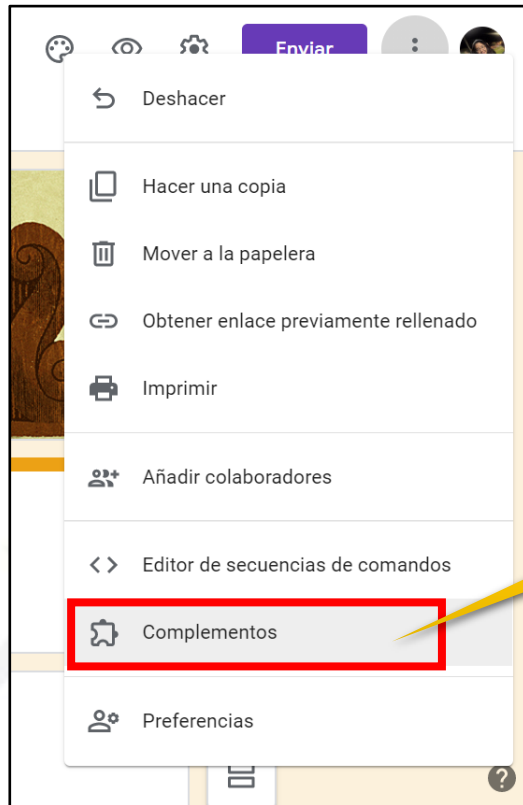 Enviar
Deshacer
Hacer una copia
Mover a la papelera
Obtener enlace previamente rellenado
Imprimir
Añadir colaboradores
Editor de secuencias de comandos
Complementos
Preferencias